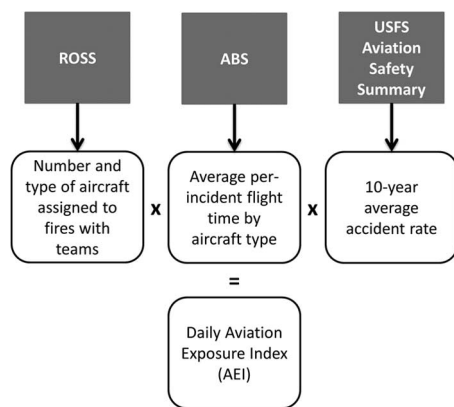 ROSS
ABS
USFS
Aviation
Safety
Summary
Number and
type of aircraft
assigned to
fires with
teams
x
Average per-
incident flight
time by
aircraft type
x
10-year
average
accident rate
=
Daily Aviation
Exposure Index
(AEI)